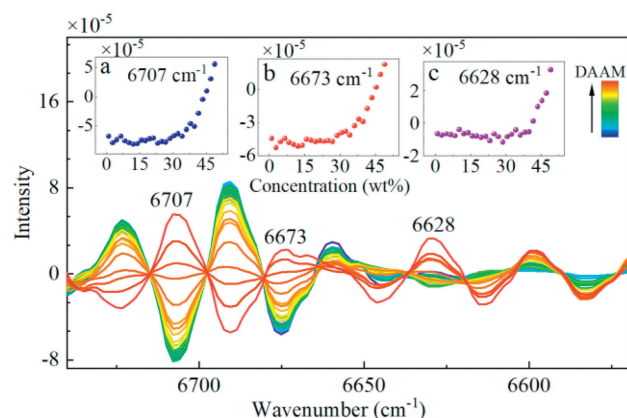 ×10⁻⁵
×10⁻⁵
×10⁻⁵
×10⁻⁵
a
6707 cm⁻¹
b
6673 cm⁻¹
c
6628 cm⁻¹
DAAM
16
8
0
-8
5
0
-5
0 15 30 45
3
0
-3
-6
0 15 30 45
2
0
-2
0 15 30 45
Concentration (wt%)
6707
6673
6628
Intensity
6700 6650 6600
Wavenumber (cm⁻¹)